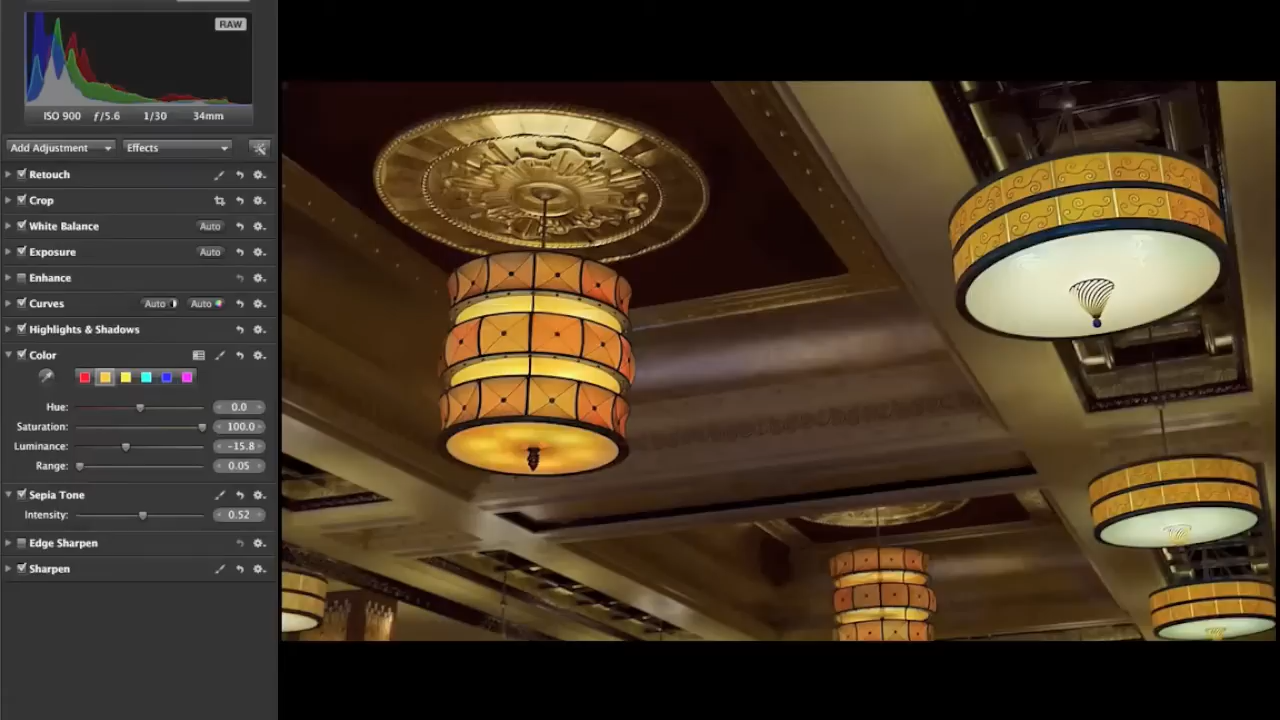 RAW
ISO 900 ƒ/5.6 1/30 34mm
Add Adjustment Effects
Retouch
Crop
White Balance Auto
Exposure Auto
Enhance
Curves Auto Auto
Highlights & Shadows
Color
Hue: 0.0
Saturation: 100.0
Luminance: -15.8
Range: 0.05
Sepia Tone
Intensity: 0.52
Edge Sharpen
Sharpen